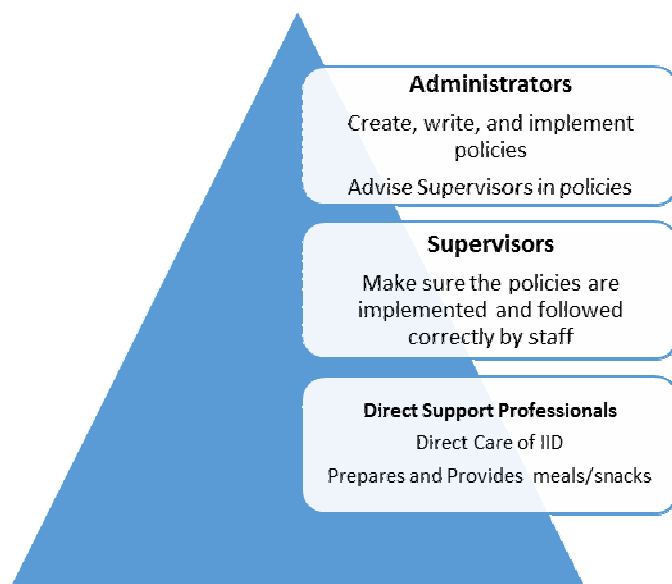 Administrators
Create, write, and implement
policies
Advise Supervisors in policies
Supervisors
Make sure the policies are
implemented and followed
correctly by staff
Direct Support Professionals
Direct Care of IID
Prepares and Provides meals/snacks